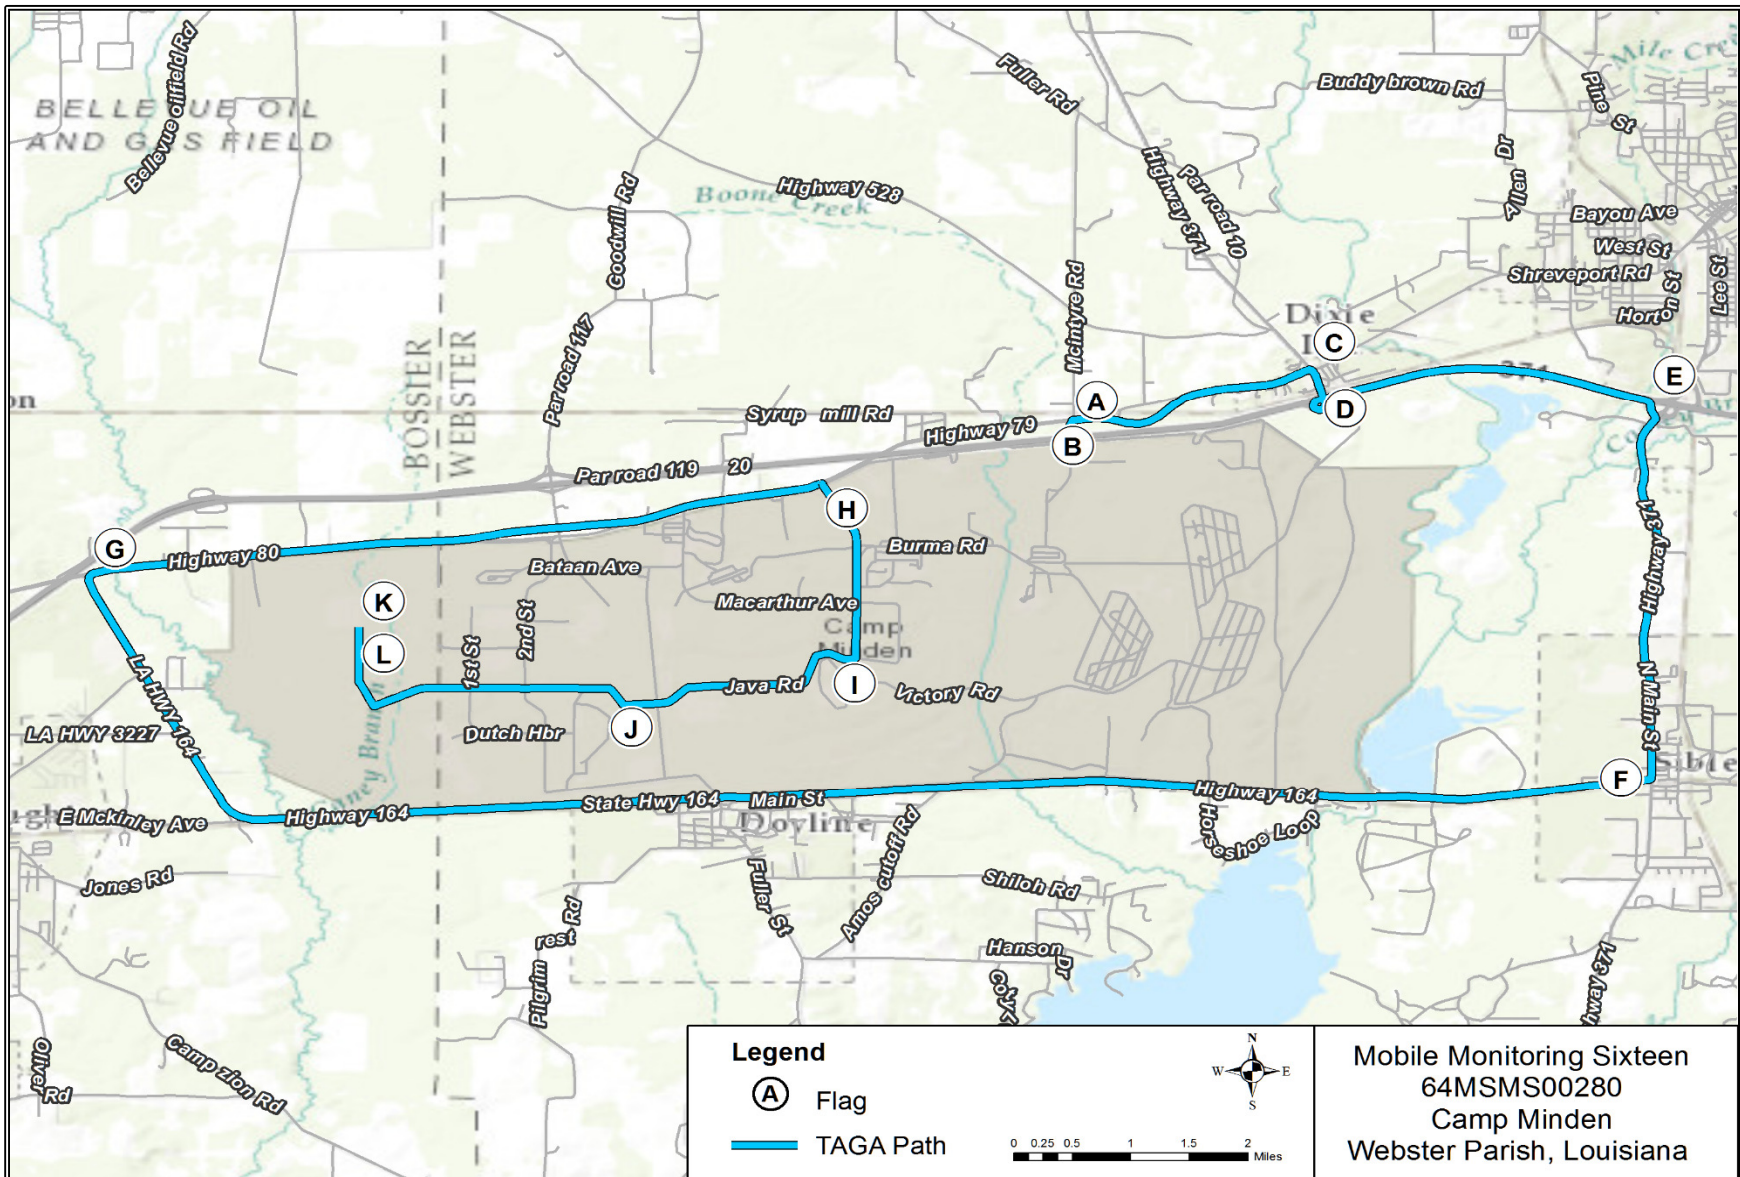 Bellevue oilfield Rd
BELLEVUE OIL
AND GAS FIELD
Fuller Rd
Buddy brown Rd
Pine St
Mile Creek
Highway 528
Boone Creek
Goodwill Rd
Highway 371
Par road 10
Allen Dr
Bayou Ave
West St
Shreveport Rd
Horton St
Lee St
Mcintyre Rd
Dixie
C
371
E
BOSSIER
WEBSTER
Par road 117
Syrup mill Rd
A
D
Highway 79
B
Par road 119
20
H
G
Highway 80
Burma Rd
Bataan Ave
Highway 371
K
Macarthur Ave
Camp
Minden
2nd St
1st St
L
I
Java Rd
Victory Rd
LA HWY 164
LA HWY 3227
Dutch Hbr
J
N Main St
F
Highway 164
State Hwy 164
Main St
Highway 164
E Mckinley Ave
Doyline
Horseshoe Loop
Jones Rd
Fuller St
Amos cutoff Rd
Shiloh Rd
Pilgrim rest Rd
Hanson Dr
Oliver Rd
Camp zion Rd
Legend
A Flag
TAGA Path
N
W E
S
0 0.25 0.5 1 1.5 2
Miles
Mobile Monitoring Sixteen
64MSMS00280
Camp Minden
Webster Parish, Louisiana